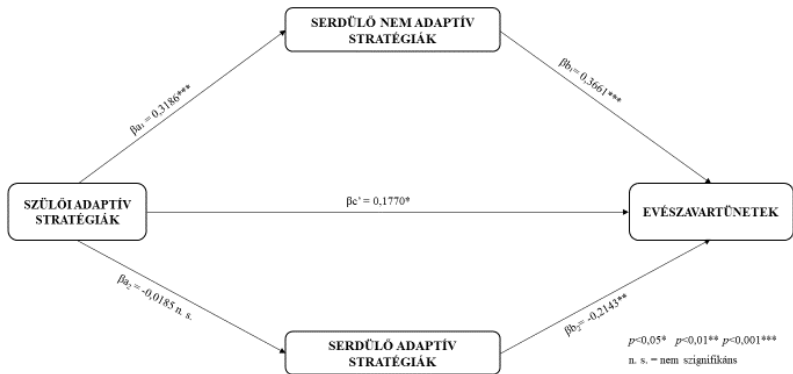 SERDÜLŐ NEM ADAPTÍV
STRATÉGIÁK
βa₁ = 0,3186***
βb₁= 0,3661***
SZÜLŐI ADAPTÍV
STRATÉGIÁK
βc’ = 0,1770*
EVÉSZAVARTÜNETEK
βa₂ = -0,0185 n. s.
βb₂= -0,2143**
SERDÜLŐ ADAPTÍV
STRATÉGIÁK
p<0,05* p<0,01** p<0,001***
n. s. = nem szignifikáns